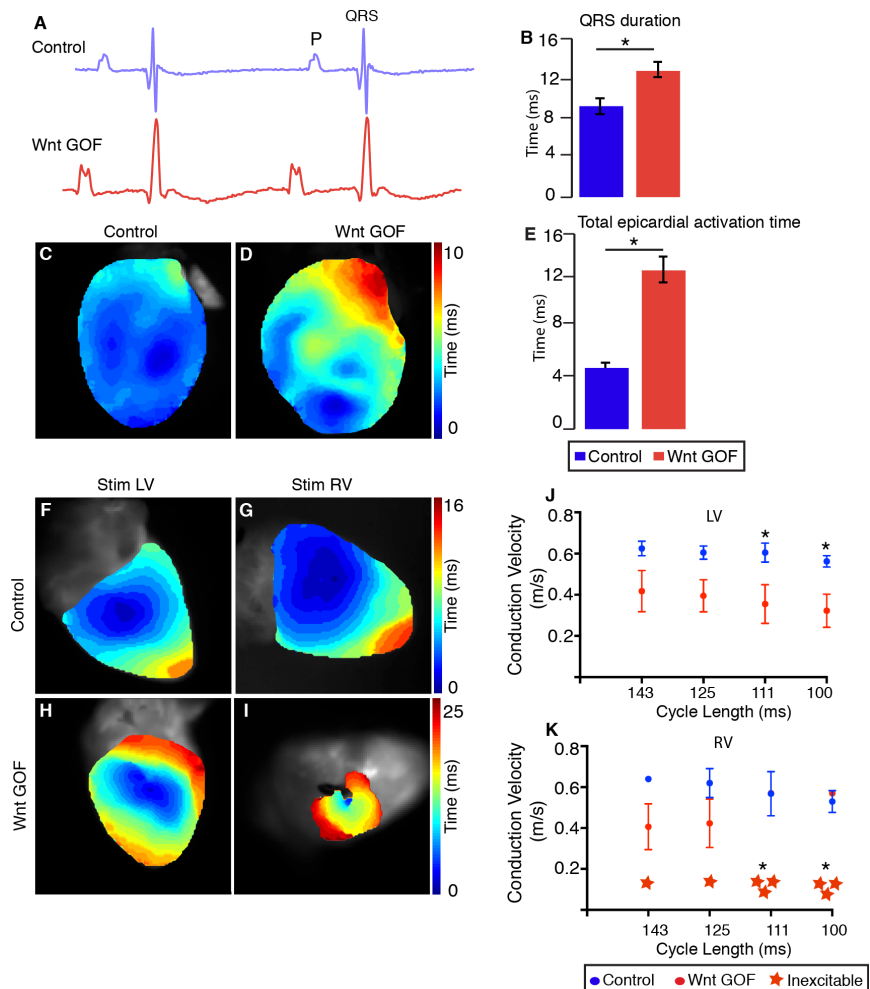 A
Control
P
QRS
Wnt GOF
B
QRS duration
Time (ms)
16
12
8
4
0
*
Control
Wnt GOF
C
D
10
Time (ms)
0
E
Total epicardial activation time
Time (ms)
16
12
8
4
0
*
Control
Wnt GOF
Stim LV
Stim RV
Control
F
G
16
Time (ms)
0
Wnt GOF
H
I
25
Time (ms)
0
J
LV
Conduction Velocity
(m/s)
0.8
0.6
0.4
0.2
*
*
143 125 111 100
Cycle Length (ms)
K
RV
Conduction Velocity
m/s)
0.8
0.6
0.4
0.2
*
*
143 125 111 100
Cycle Length (ms)
Control Wnt GOF Inexcitable